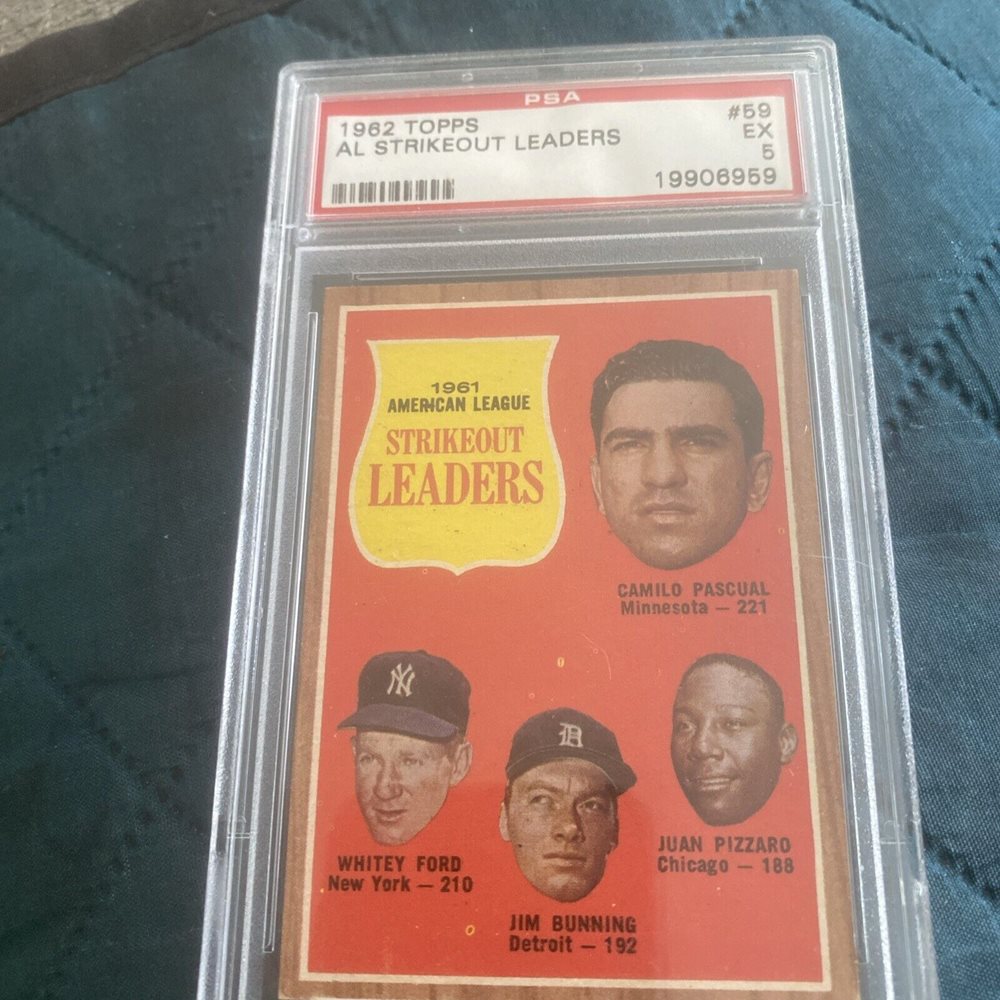 PSA
1962 TOPPS #59
AL STRIKEOUT LEADERS EX
5
19906959
1961
AMERICAN LEAGUE
STRIKEOUT
LEADERS
CAMILO PASCUAL
Minnesota — 221
NY
D
JUAN PIZZARO
Chicago — 188
WHITEY FORD
New York — 210
JIM BUNNING
Detroit — 192